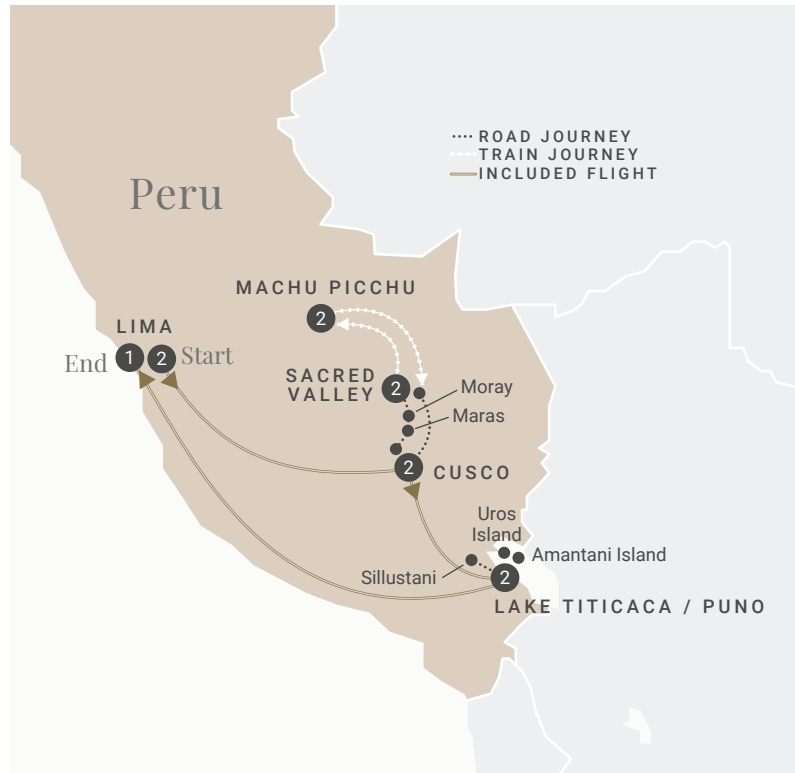 ROAD JOURNEY
TRAIN JOURNEY
INCLUDED FLIGHT
Peru
MACHU PICCHU
2
LIMA
End 1 2 Start
SACRED
VALLEY
2
Moray
Maras
2 CUSCO
Uros
Island
Amantani Island
Sillustani
2
LAKE TITICACA / PUNO